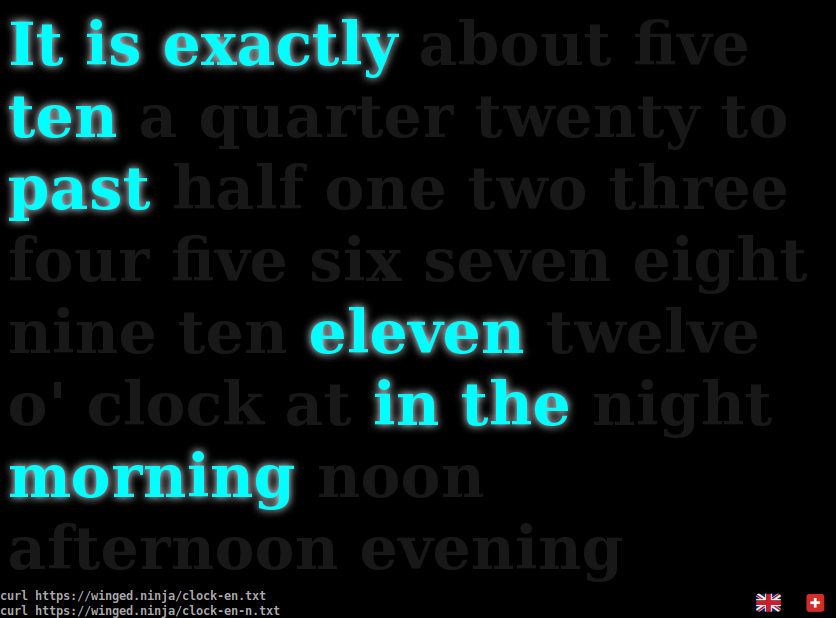 It is exactly about five
ten a quarter twenty to
past half one two three
four five six seven eight
nine ten eleven twelve
o' clock at in the night
morning noon
afternoon evening
curl https://winged.ninja/clock-en.txt
curl https://winged.ninja/clock-en-n.txt